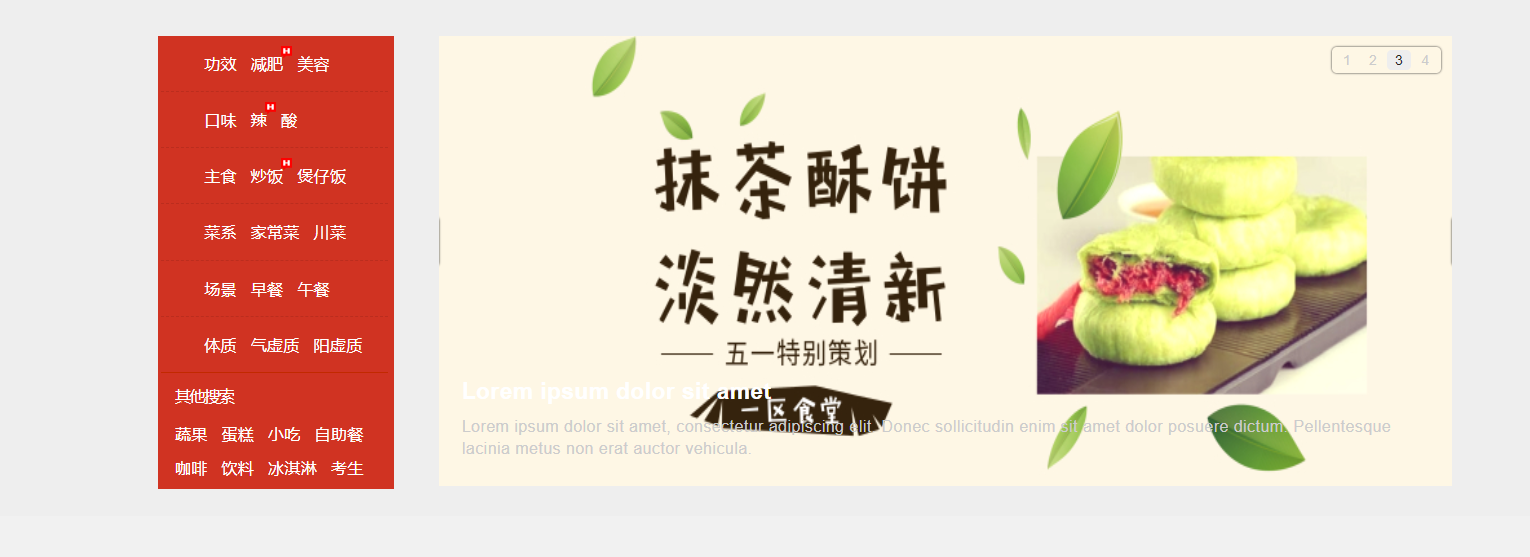 功效 减肥 H 美容
口味 辣 H 酸
主食 炒饭 H 煲仔饭
菜系 家常菜 川菜
场景 早餐 午餐
体质 气虚质 阳虚质
其他搜索
蔬果 蛋糕 小吃 自助餐
咖啡 饮料 冰淇淋 考生
1 2 3 4
抹茶酥饼
淡然清新
五一特别策划
一区食堂
Lorem ipsum dolor sit amet
Lorem ipsum dolor sit amet, consectetur adipiscing elit. Donec sollicitudin enim sit amet dolor posuere dictum. Pellentesque
lacinia metus non erat auctor vehicula.